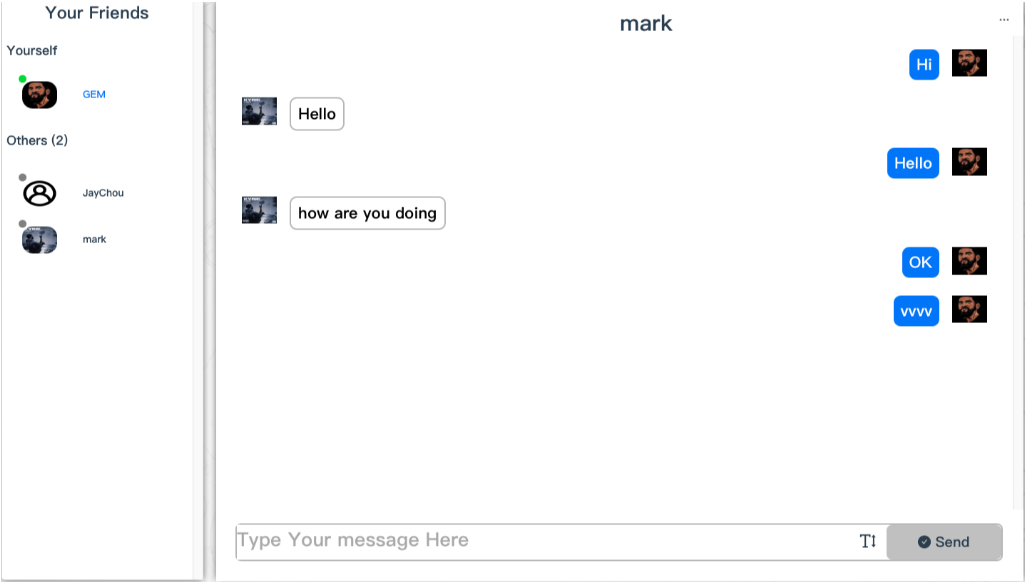 Your Friends
Yourself
GEM
Others (2)
JayChou
mark
mark
...
Hi
Hello
Hello
how are you doing
OK
vvvv
Type Your message Here
Send